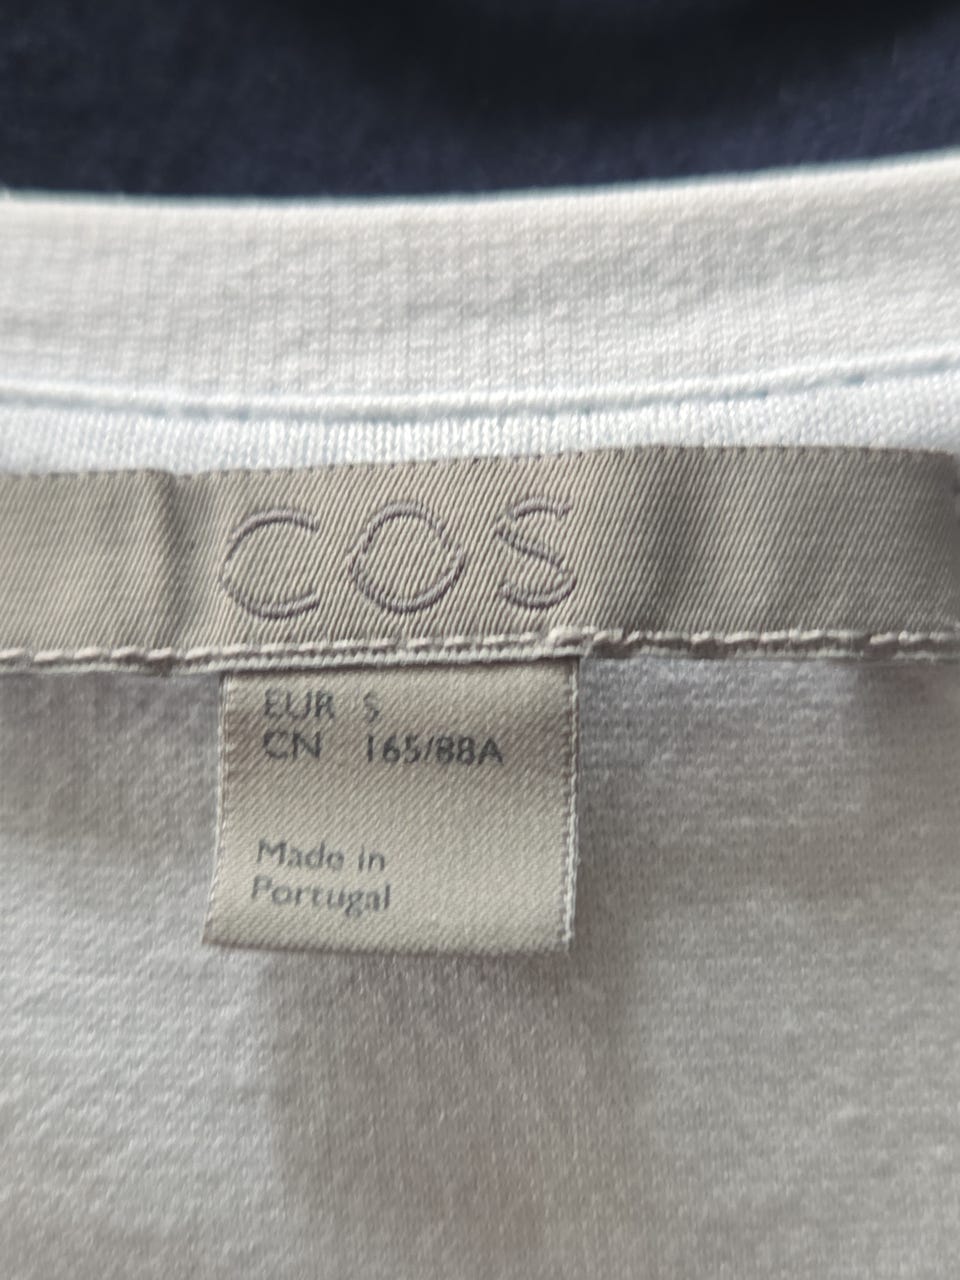 COS
EUR S
CN 165/88A
Made in
Portugal